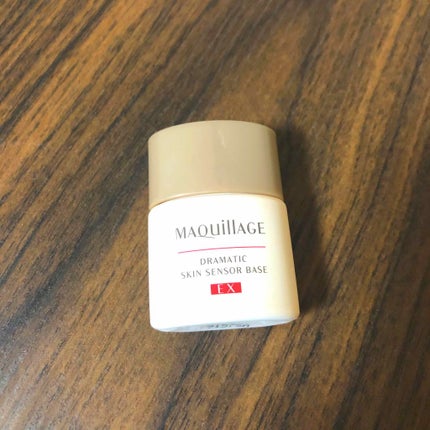 MAQuillAGE
DRAMATIC
SKIN SENSOR BASE
EX